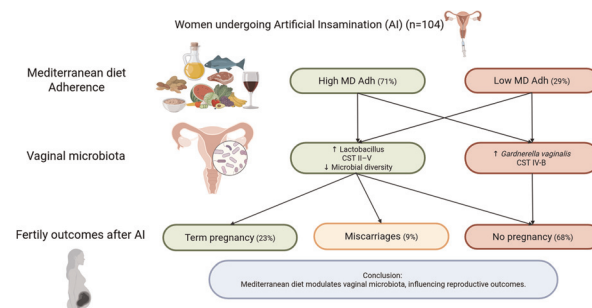 Women undergoing Artificial Insamination (AI) (n=104)
Mediterranean diet
Adherence
High MD Adh (71%)
Low MD Adh (29%)
Vaginal microbiota
↑ Lactobacillus
CST II–V
↓ Microbial diversity
↑ Gardnerella vaginalis
CST IV-B
Fertily outcomes after AI
Term pregnancy (23%)
Miscarriages (9%)
No pregnancy (68%)
Conclusion:
Mediterranean diet modulates vaginal microbiota, influencing reproductive outcomes.